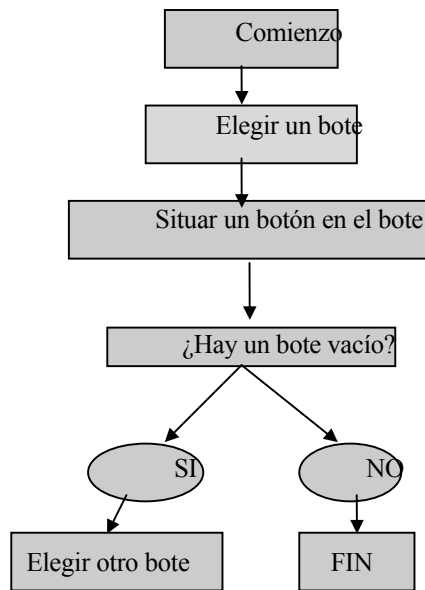 Comienzo
Elegir un bote
Situar un botón en el bote
¿Hay un bote vacío?
SI
NO
Elegir otro bote
FIN